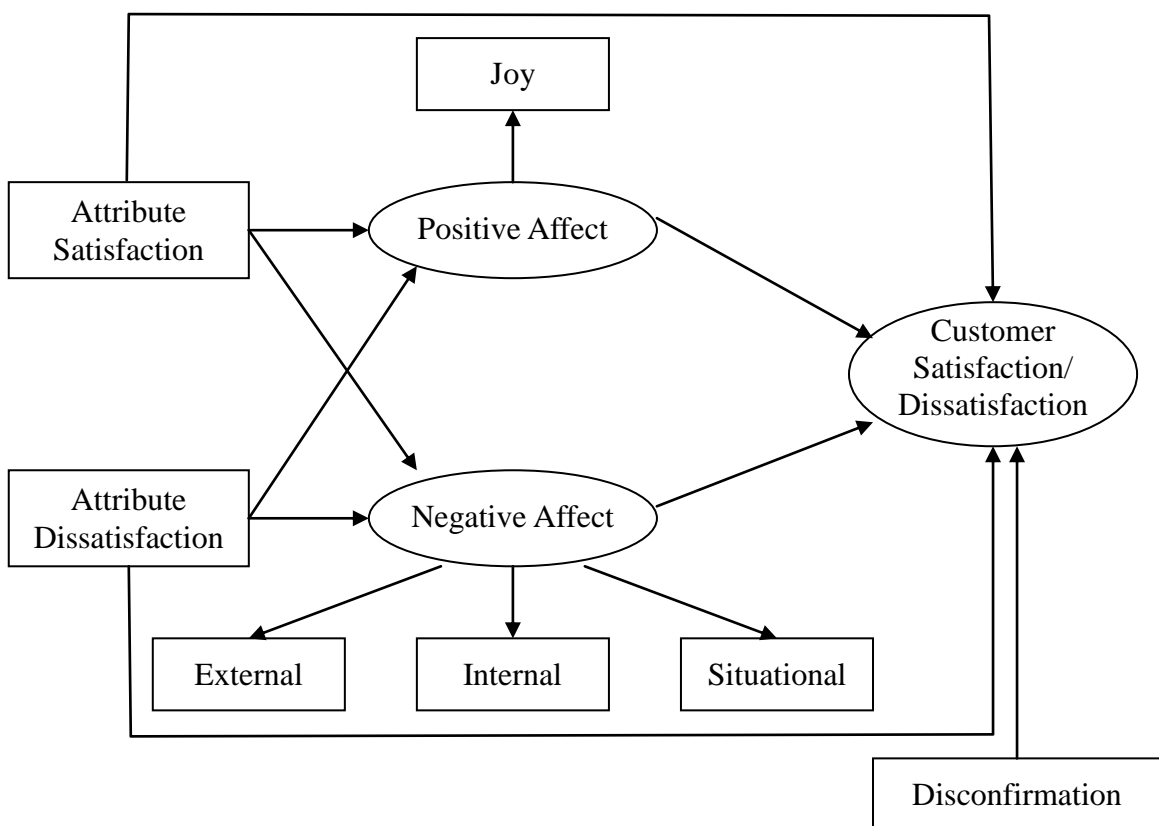 Joy
Attribute
Satisfaction
Positive Affect
Customer
Satisfaction/
Dissatisfaction
Attribute
Dissatisfaction
Negative Affect
External
Internal
Situational
Disconfirmation